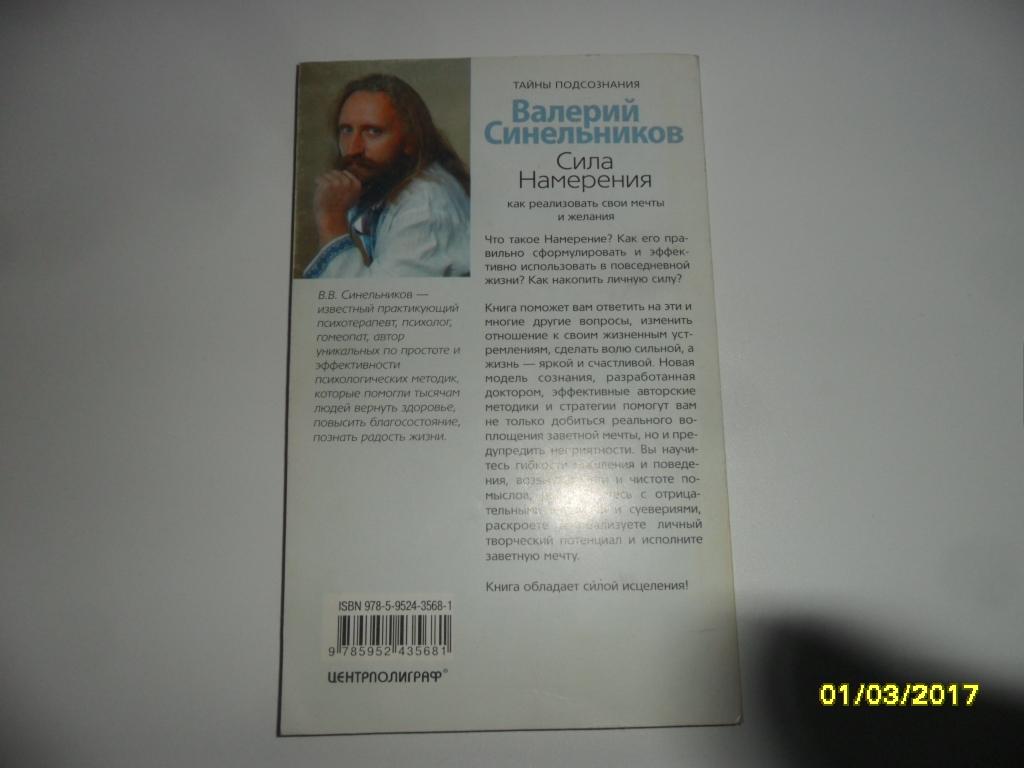 ТАЙНЫ ПОДСОЗНАНИЯ
Валерий
Синельников
Сила
Намерения
как реализовать свои мечты
и желания
Что такое Намерение? Как его пра-
вильно сформулировать и эффек-
тивно использовать в повседневной
жизни? Как накопить личную силу?
Книга поможет вам ответить на эти и
многие другие вопросы, изменить
отношение к своим жизненным уст-
ремлениям, сделать волю сильной, а
жизнь — яркой и счастливой. Новая
модель сознания, разработанная
доктором, эффективные авторские
методики и стратегии помогут вам
не только добиться реального во-
площения заветной мечты, но и пре-
дупредить неприятности. Вы научи-
тесь гибкости и поведе-
ния, и чистоте по-
мыслов, с отрица-
тельными и суевериями,
раскроете личный
творческий потенциал и исполните
заветную мечту.
Книга обладает силой исцеления!
В.В. Синельников —
известный практикующий
психотерапевт, психолог,
гомеопат, автор
уникальных по простоте и
эффективности
психологических методик,
которые помогли тысячам
людей вернуть здоровье,
повысить благосостояние,
познать радость жизни.
ISBN 978-5-9524-3568-1
9 785952 435681
ЦЕНТРПОЛИГРАФ®
01/03/2017